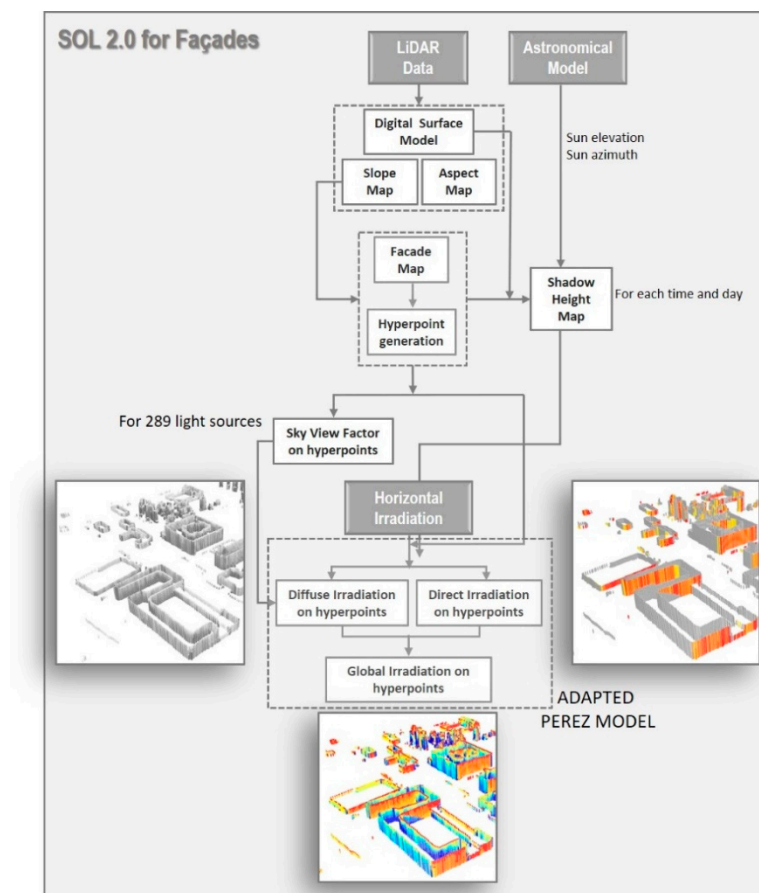 SOL 2.0 for Façades
LiDAR
Data
Astronomical
Model
Digital Surface
Model
Sun elevation
Sun azimuth
Slope
Map
Aspect
Map
Facade
Map
Hyperpoint
generation
Shadow
Height
Map
For each time and day
For 289 light sources
Sky View Factor
on hyperpoints
Horizontal
Irradiation
Diffuse Irradiation
on hyperpoints
Direct Irradiation
on hyperpoints
Global Irradiation on
hyperpoints
ADAPTED
PEREZ MODEL